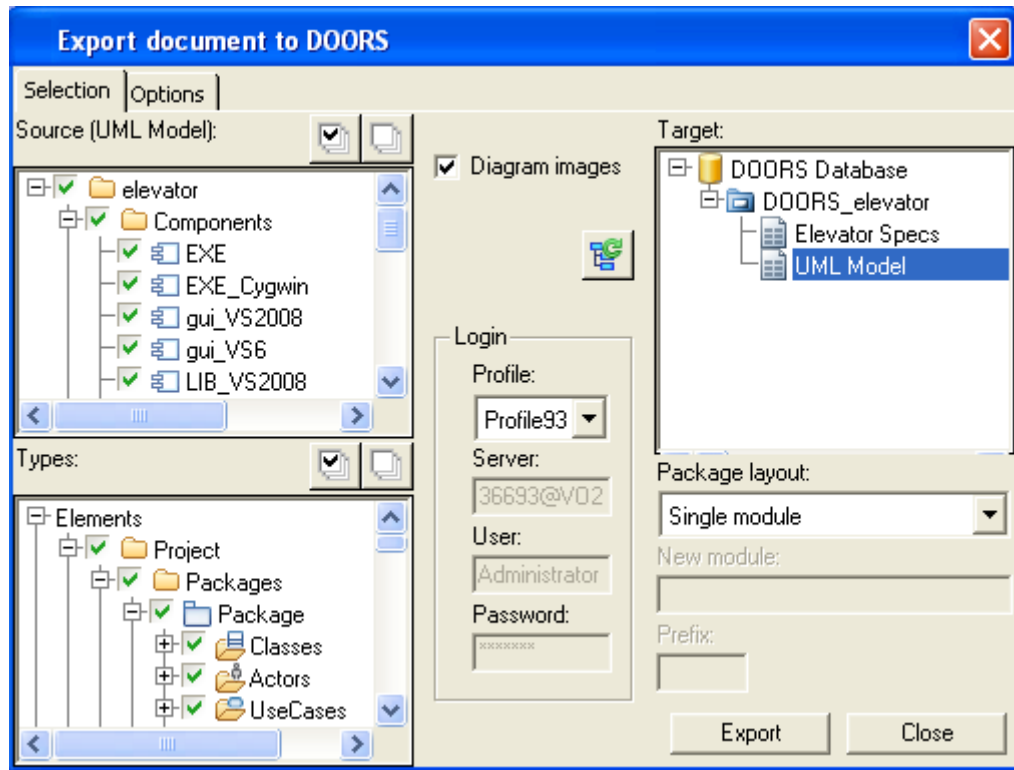 Export document to DOORS
Selection
Options
Source (UML Model):
elevator
Components
EXE
EXE_Cygwin
gui_VS2008
gui_VS6
LIB_VS2008
Types:
Elements
Project
Packages
Package
Classes
Actors
UseCases
Diagram images
Login
Profile:
Profile93
Server:
36693@VO2
User:
Administrator
Password:
×××××××
Target:
DOORS Database
DOORS_elevator
Elevator Specs
UML Model
Package layout:
Single module
New module:
Prefix:
Export
Close